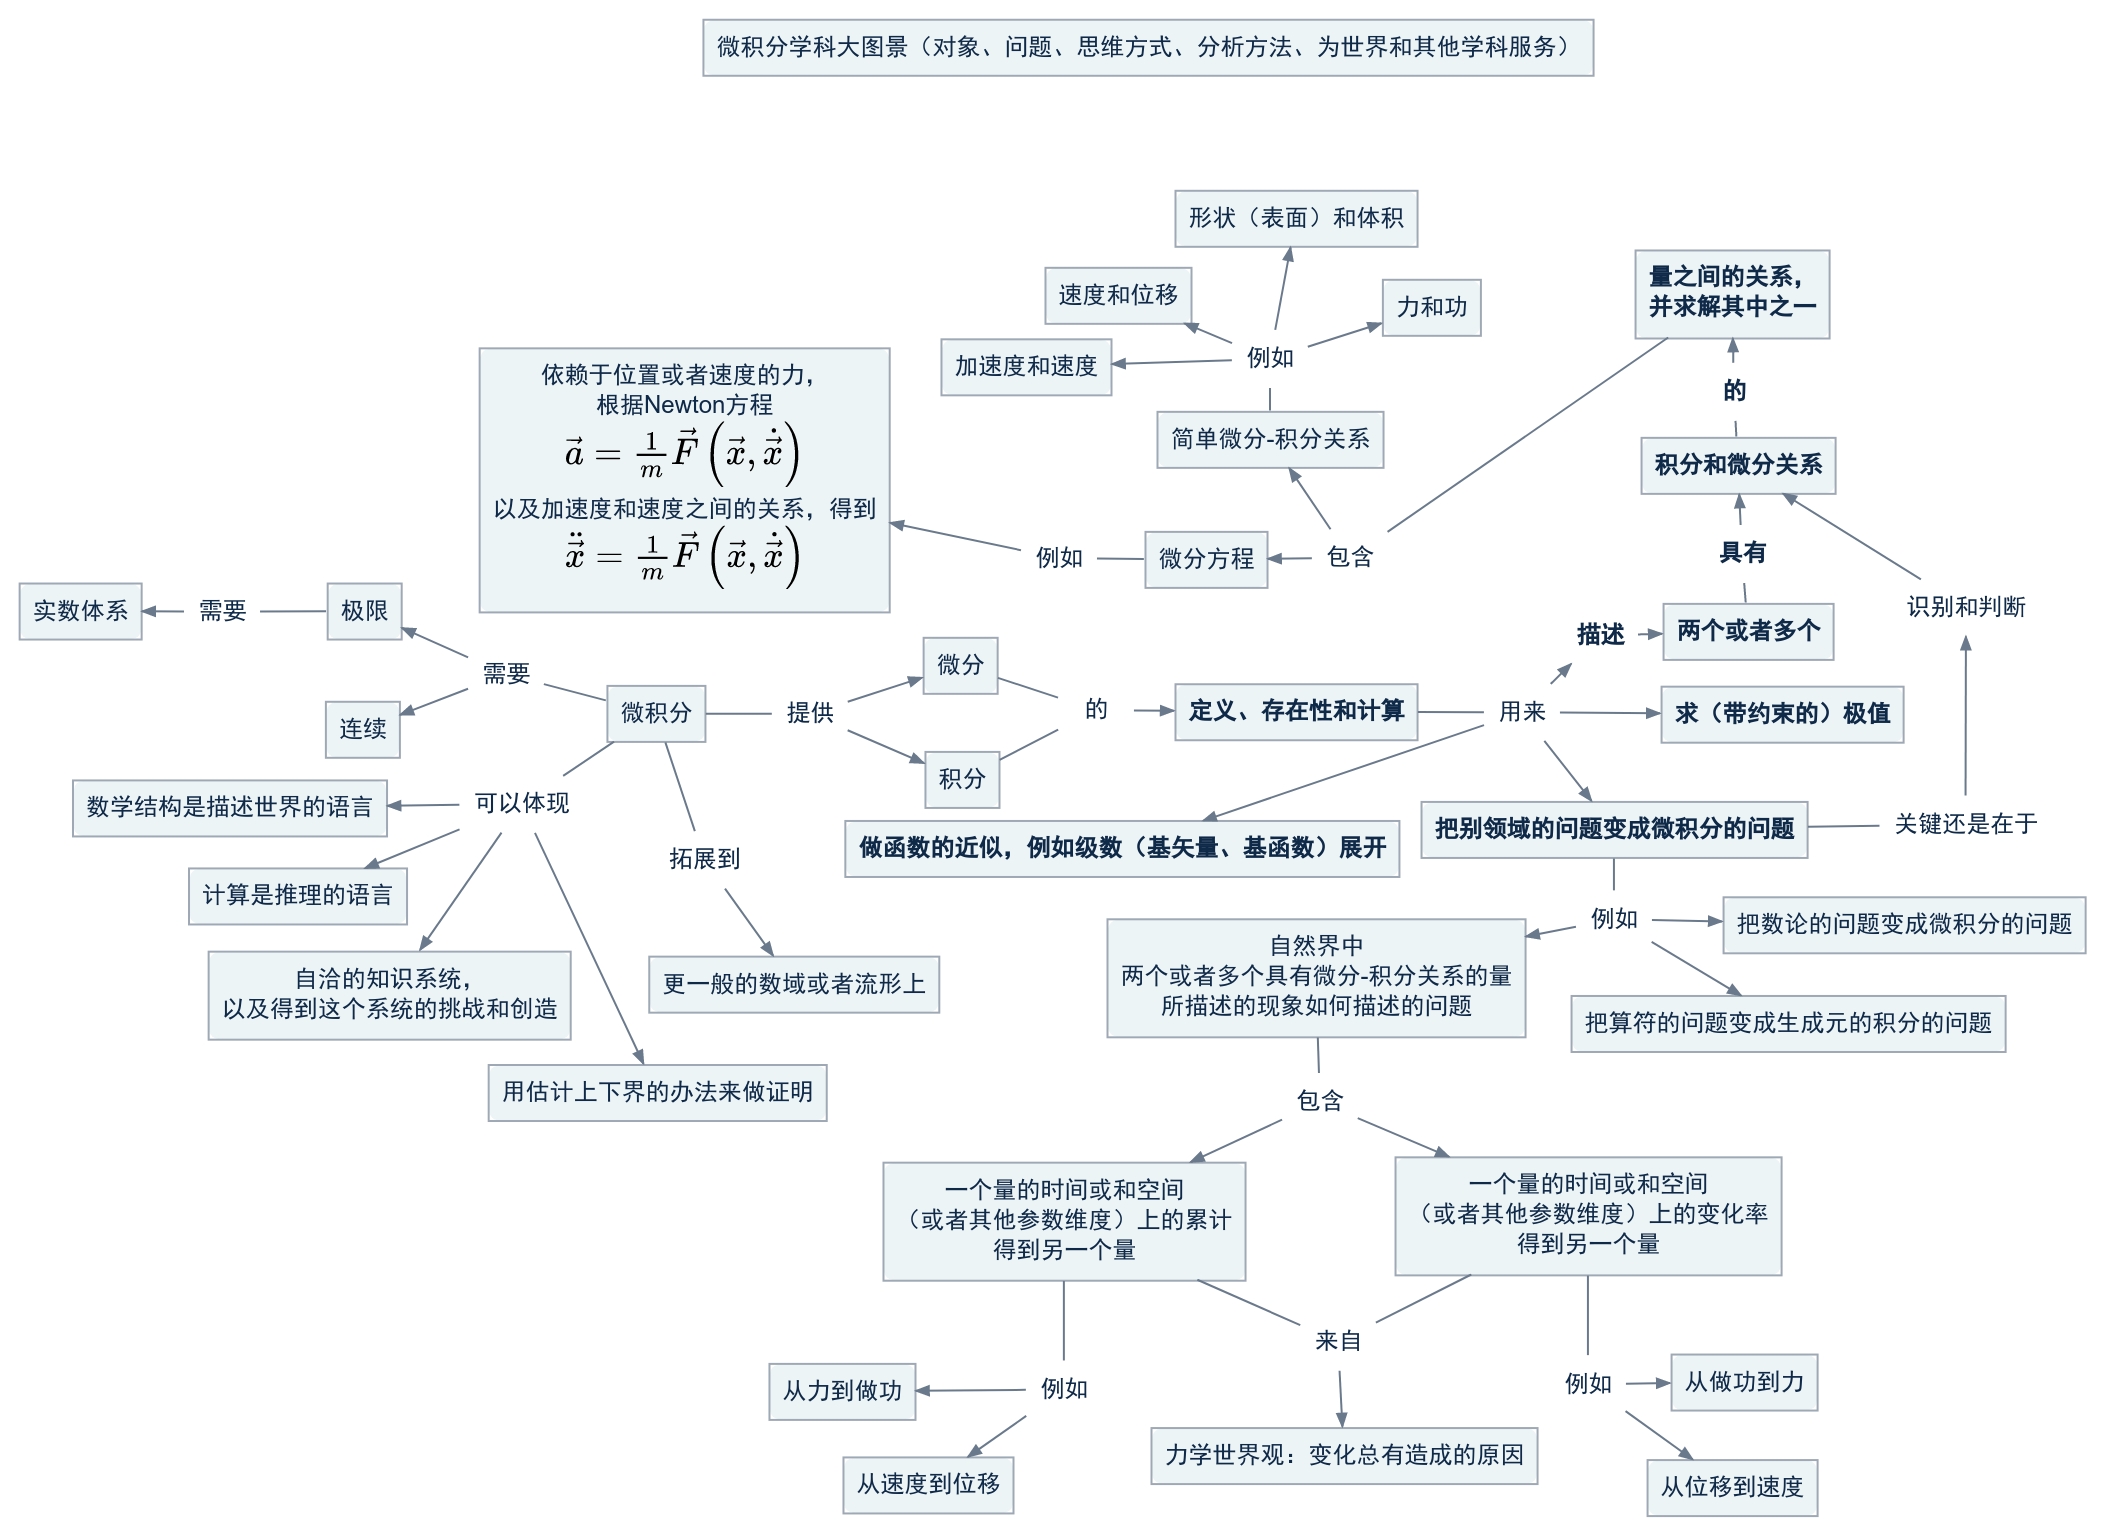 微积分学科大图景（对象、问题、思维方式、分析方法、为世界和其他学科服务）
形状（表面）和体积
速度和位移
力和功
加速度和速度
例如
简单微分-积分关系
量之间的关系，
并求解其中之一
的
积分和微分关系
具有
两个或者多个
描述
识别和判断
依赖于位置或者速度的力，
根据Newton方程
$\vec{a} = \frac{1}{m}\vec{F}\left(\vec{x}, \dot{\vec{x}}\right)$
以及加速度和速度之间的关系，得到
$\ddot{\vec{x}} = \frac{1}{m}\vec{F}\left(\vec{x}, \dot{\vec{x}}\right)$
例如
微分方程
包含
实数体系
需要
极限
需要
连续
微积分
提供
微分
积分
的
定义、存在性和计算
用来
求（带约束的）极值
数学结构是描述世界的语言
可以体现
计算是推理的语言
自洽的知识系统，
以及得到这个系统的挑战和创造
用估计上下界的办法来做证明
拓展到
更一般的数域或者流形上
做函数的近似，例如级数（基矢量、基函数）展开
把别领域的问题变成微积分的问题
关键还是在于
例如
把数论的问题变成微积分的问题
把算符的问题变成生成元的积分的问题
自然界中
两个或者多个具有微分-积分关系的量
所描述的现象如何描述的问题
包含
一个量的时间或和空间
（或者其他参数维度）上的累计
得到另一个量
一个量的时间或和空间
（或者其他参数维度）上的变化率
得到另一个量
来自
例如
从力到做功
从速度到位移
力学世界观：变化总有造成的原因
例如
从做功到力
从位移到速度